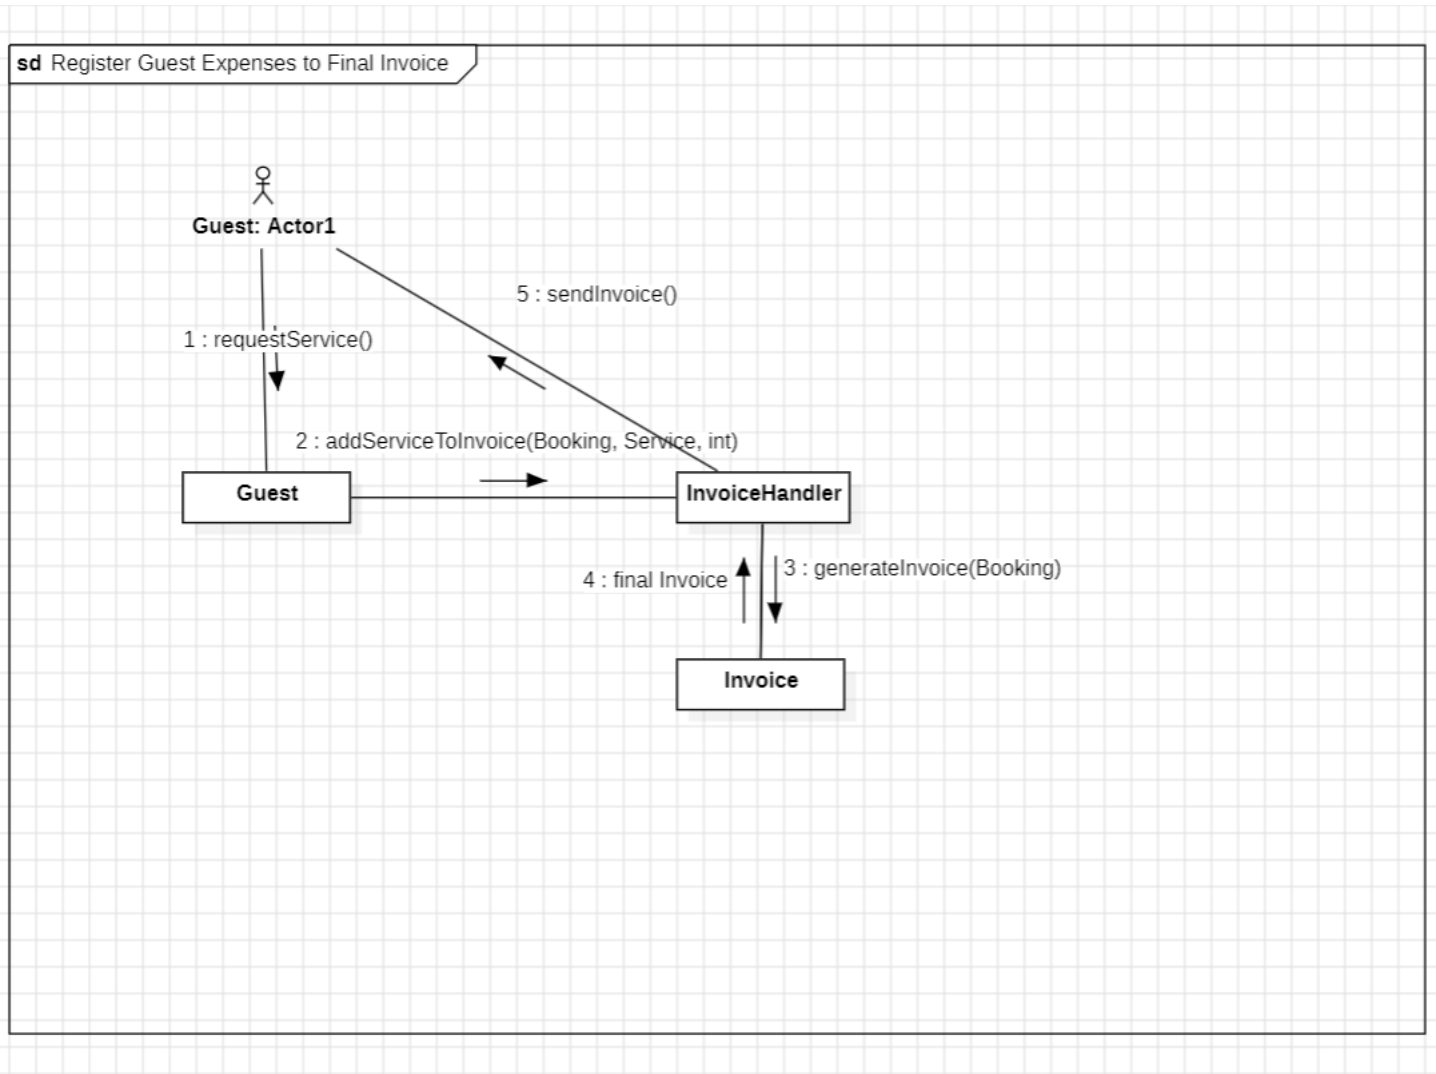 sd Register Guest Expenses to Final Invoice
Guest: Actor1
5 : sendInvoice()
1 : requestService()
2 : addServiceToInvoice(Booking, Service, int)
Guest
InvoiceHandler
3 : generateInvoice(Booking)
4 : final Invoice
Invoice